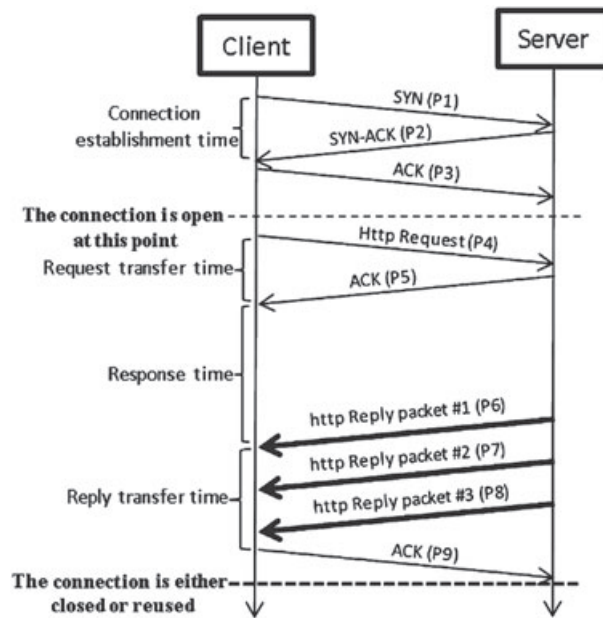 Client
Server
SYN (P1)
Connection
establishment time
SYN-ACK (P2)
ACK (P3)
The connection is open
at this point
Http Request (P4)
Request transfer time
ACK (P5)
Response time
http Reply packet #1 (P6)
http Reply packet #2 (P7)
Reply transfer time
http Reply packet #3 (P8)
ACK (P9)
The connection is either
closed or reused